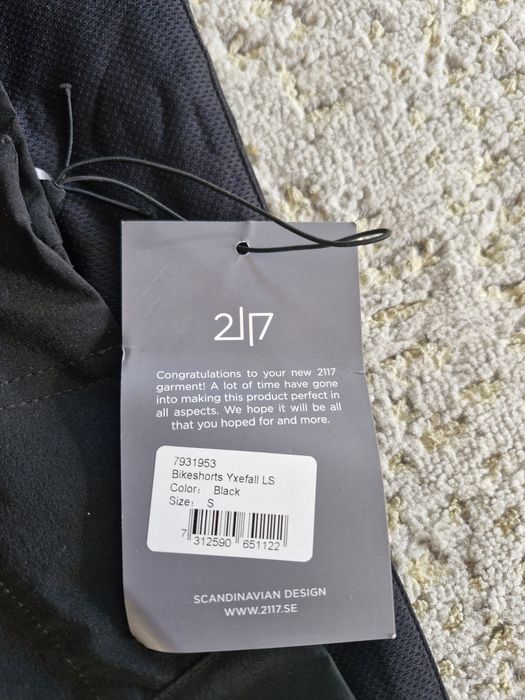 2117
Congratulations to your new 2117
garment! A lot of time have gone
into making this product perfect in
all aspects. We hope it will be all
that you hoped for and more.
7931953
Bikeshorts Yxefall LS
Color: Black
Size: S
7 312590 651122
SCANDINAVIAN DESIGN
WWW.2117.SE